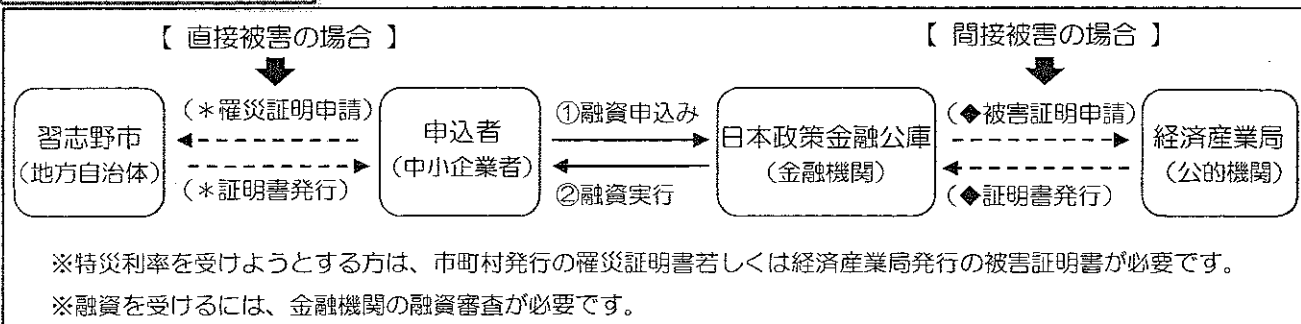 【 直接被害の場合 】
【 間接被害の場合 】
習志野市
(地方自治体)
(*罹災証明申請)
(*証明書発行)
申込者
(中小企業者)
①融資申込み
②融資実行
日本政策金融公庫
(金融機関)
(◆被害証明申請)
(◆証明書発行)
経済産業局
(公的機関)
※特災利率を受けようとする方は、市町村発行の罹災証明書若しくは経済産業局発行の被害証明書が必要です。
※融資を受けるには、金融機関の融資審査が必要です。